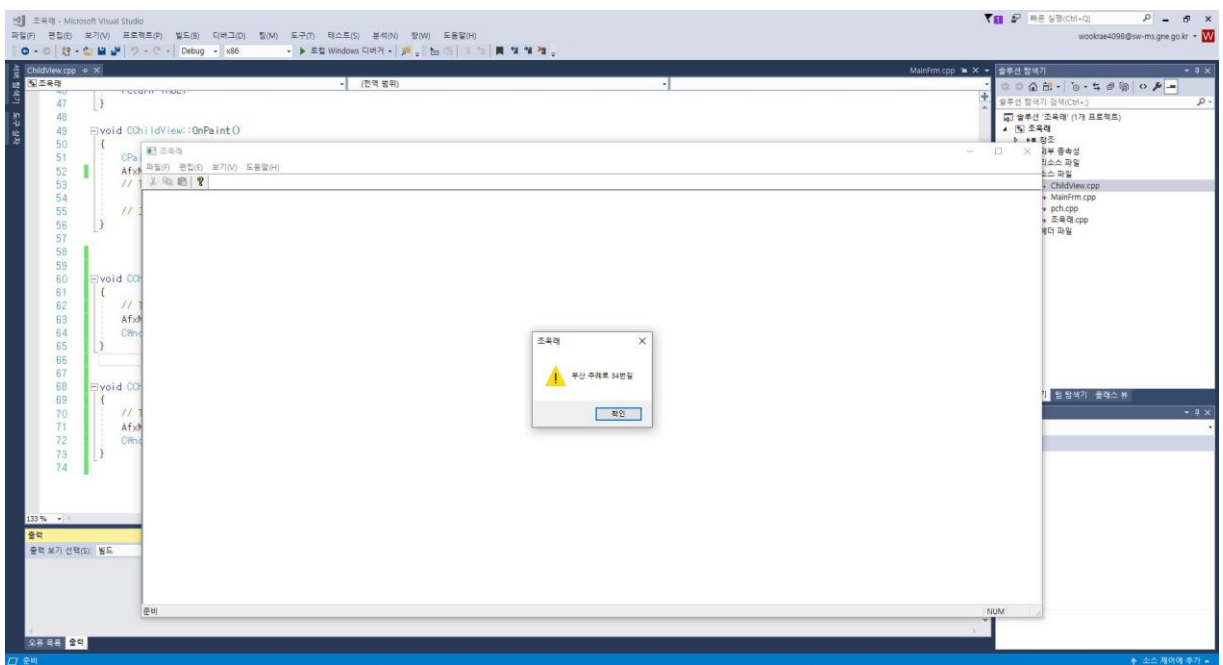 조욱래 - Microsoft Visual Studio
빠른 실행(Ctrl+Q)
파일(F) 편집(E) 보기(V) 프로젝트(P) 빌드(B) 디버그(D) 팀(M) 도구(T) 테스트(S) 분석(N) 창(W) 도움말(H)
wookrae4098@sw-ms.gne.go.kr
W
Debug x86 로컬 Windows 디버거
ChildView.cpp
MainFrm.cpp
조욱래
(전역 범위)
47 }
48
49 void CChildView::OnPaint()
50 {
51 CPa
52 AfxM
53 // T
54
55 //
56 }
57
58
59
60 void CCh
61 {
62 // T
63 AfxM
64 CWnd
65 }
66
67
68 void CCh
69 {
70 // T
71 AfxM
72 CWnd
73 }
74
133 %
출력
출력 보기 선택(S): 빌드
오류 목록 출력
준비
소스 제어에 추가
조욱래
파일(F) 편집(E) 보기(V) 도움말(H)
준비
NUM
조욱래
부산 주례로 34번길
확인
솔루션 탐색기
솔루션 탐색기 검색(Ctrl+;)
솔루션 '조욱래' (1개 프로젝트)
조욱래
참조
외부 종속성
리소스 파일
소스 파일
ChildView.cpp
MainFrm.cpp
pch.cpp
조욱래.cpp
헤더 파일
팀 탐색기 클래스 뷰